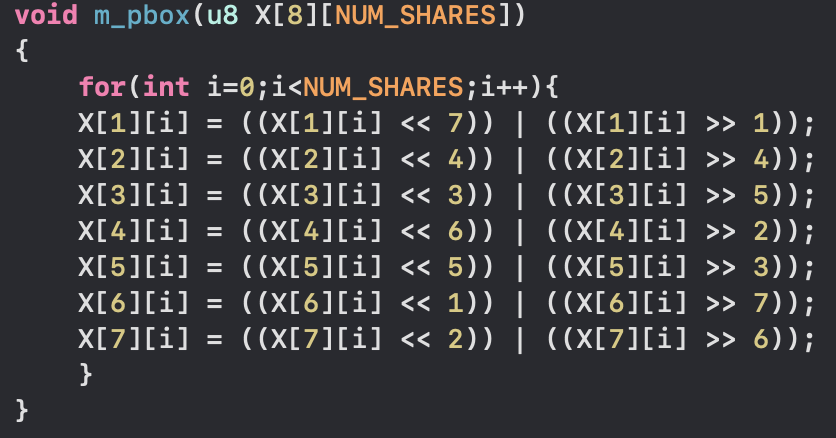 void m_pbox(u8 X[8][NUM_SHARES])
{
    for(int i=0;i<NUM_SHARES;i++){
    X[1][i] = ((X[1][i] << 7)) | ((X[1][i] >> 1));
    X[2][i] = ((X[2][i] << 4)) | ((X[2][i] >> 4));
    X[3][i] = ((X[3][i] << 3)) | ((X[3][i] >> 5));
    X[4][i] = ((X[4][i] << 6)) | ((X[4][i] >> 2));
    X[5][i] = ((X[5][i] << 5)) | ((X[5][i] >> 3));
    X[6][i] = ((X[6][i] << 1)) | ((X[6][i] >> 7));
    X[7][i] = ((X[7][i] << 2)) | ((X[7][i] >> 6));
    }
}